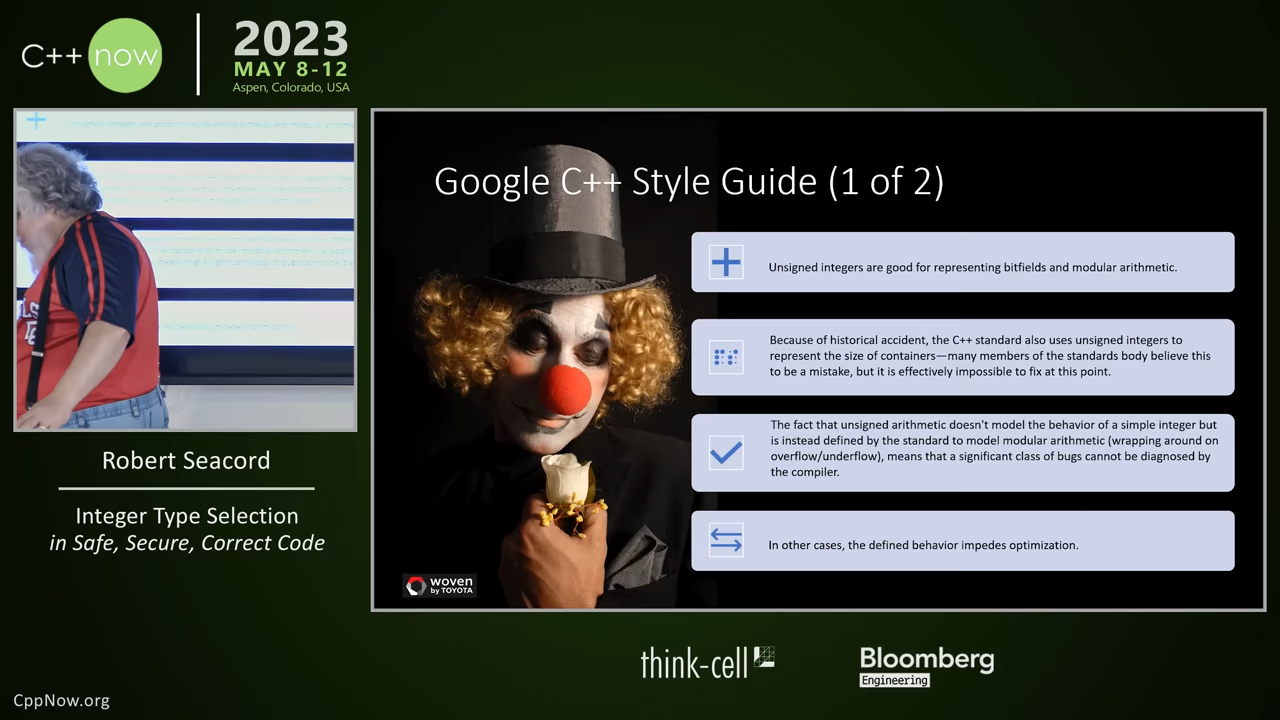 C++ now
2023
MAY 8-12
Aspen, Colorado, USA
Google C++ Style Guide (1 of 2)
Unsigned integers are good for representing bitfields and modular arithmetic.
Because of historical accident, the C++ standard also uses unsigned integers to
represent the size of containers—many members of the standards body believe this
to be a mistake, but it is effectively impossible to fix at this point.
The fact that unsigned arithmetic doesn't model the behavior of a simple integer but
is instead defined by the standard to model modular arithmetic (wrapping around on
overflow/underflow), means that a significant class of bugs cannot be diagnosed by
the compiler.
In other cases, the defined behavior impedes optimization.
woven
by TOYOTA
Robert Seacord
Integer Type Selection
in Safe, Secure, Correct Code
think-cell
Bloomberg
Engineering
CppNow.org